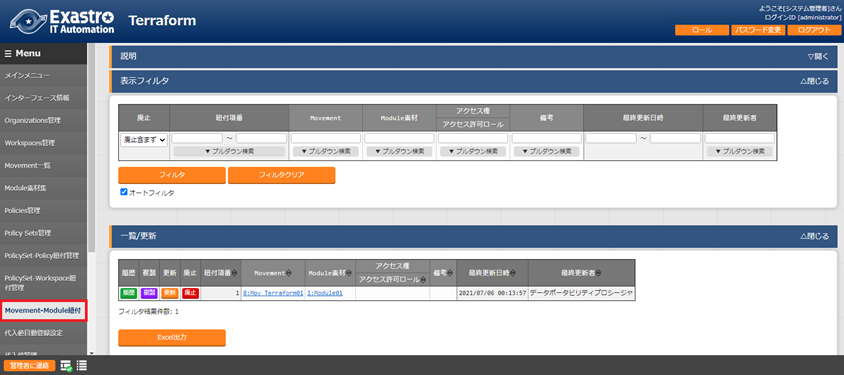 Exastro
IT Automation
Terraform
ようこそ[システム管理者]さん
ログインID [administrator]
ロール
パスワード変更
ログアウト
Menu
メインメニュー
インターフェース情報
Organizations管理
Workspaces管理
Movement一覧
Module素材集
Policies管理
Policy Sets管理
PolicySet-Policy紐付管理
PolicySet-Workspace紐
付管理
Movement-Module紐付
代入値自動登録設定
代入値管理
説明
▽開く
表示フィルタ
△閉じる
廃止
紐付項番
Movement
Module素材
アクセス権
アクセス許可ロール
備考
最終更新日時
最終更新者
廃止含まず
～
～
▼ プルダウン検索
▼ プルダウン検索
▼ プルダウン検索
▼ プルダウン検索
▼ プルダウン検索
▼ プルダウン検索
フィルタ
フィルタクリア
オートフィルタ
一覧/更新
△閉じる
履歴
複製
更新
廃止
紐付項番
Movement
Module素材
アクセス権
アクセス許可ロール
備考
最終更新日時
最終更新者
履歴
複製
更新
廃止
1
8:Mov_Terraform01
1:Module01
2021/07/06 00:13:57
データポータビリティプロシージャ
フィルタ結果件数: 1
Excel出力
管理者に連絡